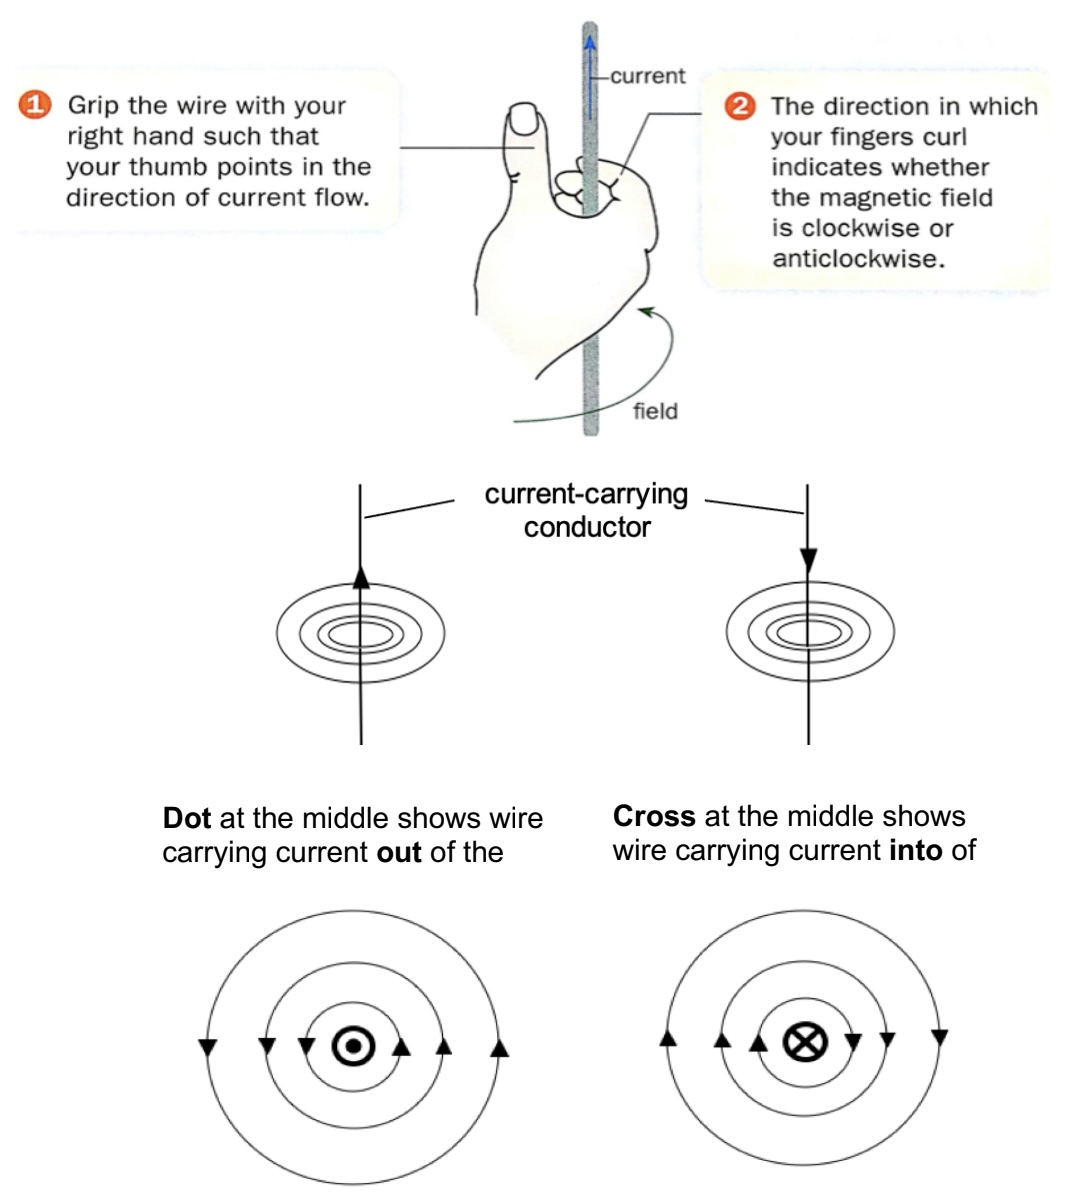 current
1 Grip the wire with your
right hand such that
your thumb points in the
direction of current flow.
2 The direction in which
your fingers curl
indicates whether
the magnetic field
is clockwise or
anticlockwise.
field
current-carrying
conductor
Dot at the middle shows wire
carrying current out of the
Cross at the middle shows
wire carrying current into of